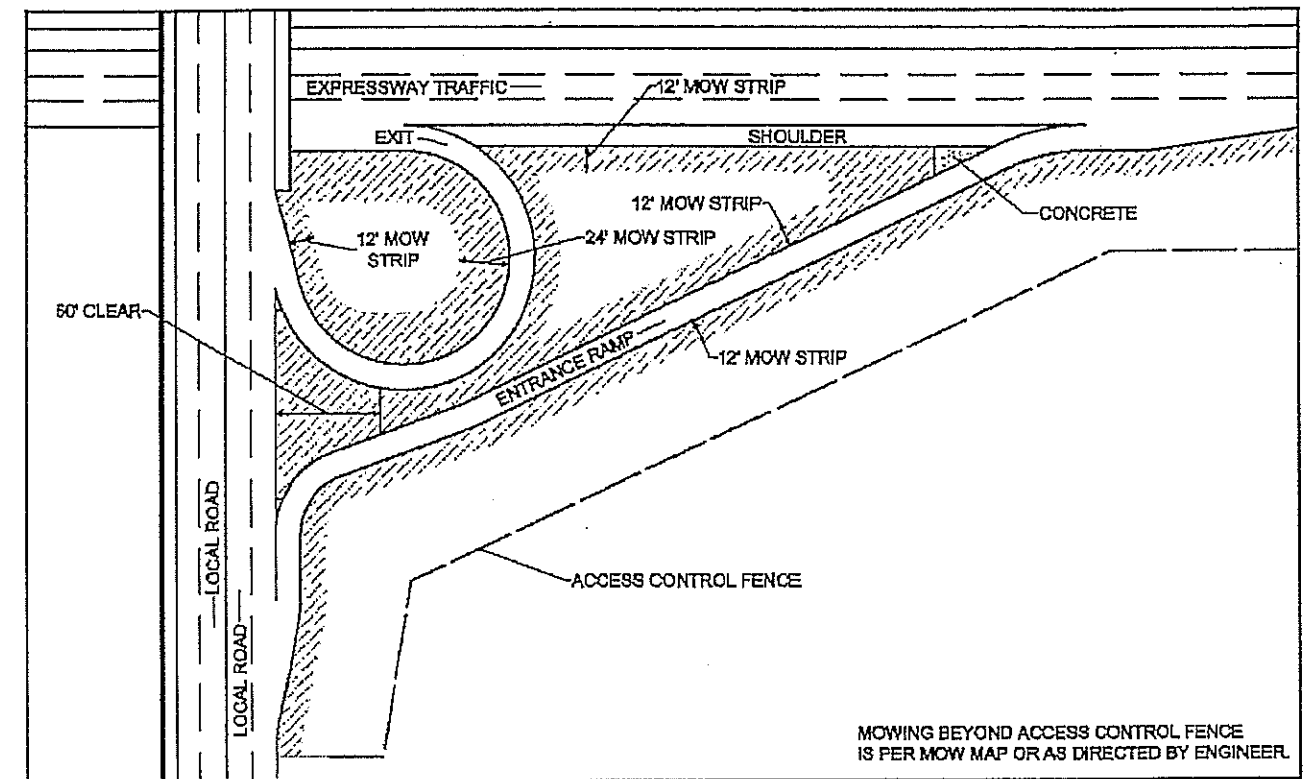 EXPRESSWAY TRAFFIC
12' MOW STRIP
EXIT
SHOULDER
12' MOW STRIP
CONCRETE
12' MOW
STRIP
24' MOW STRIP
60' CLEAR
12' MOW STRIP
ENTRANCE RAMP
LOCAL ROAD
LOCAL ROAD
ACCESS CONTROL FENCE
MOWING BEYOND ACCESS CONTROL FENCE
IS PER MOW MAP OR AS DIRECTED BY ENGINEER.